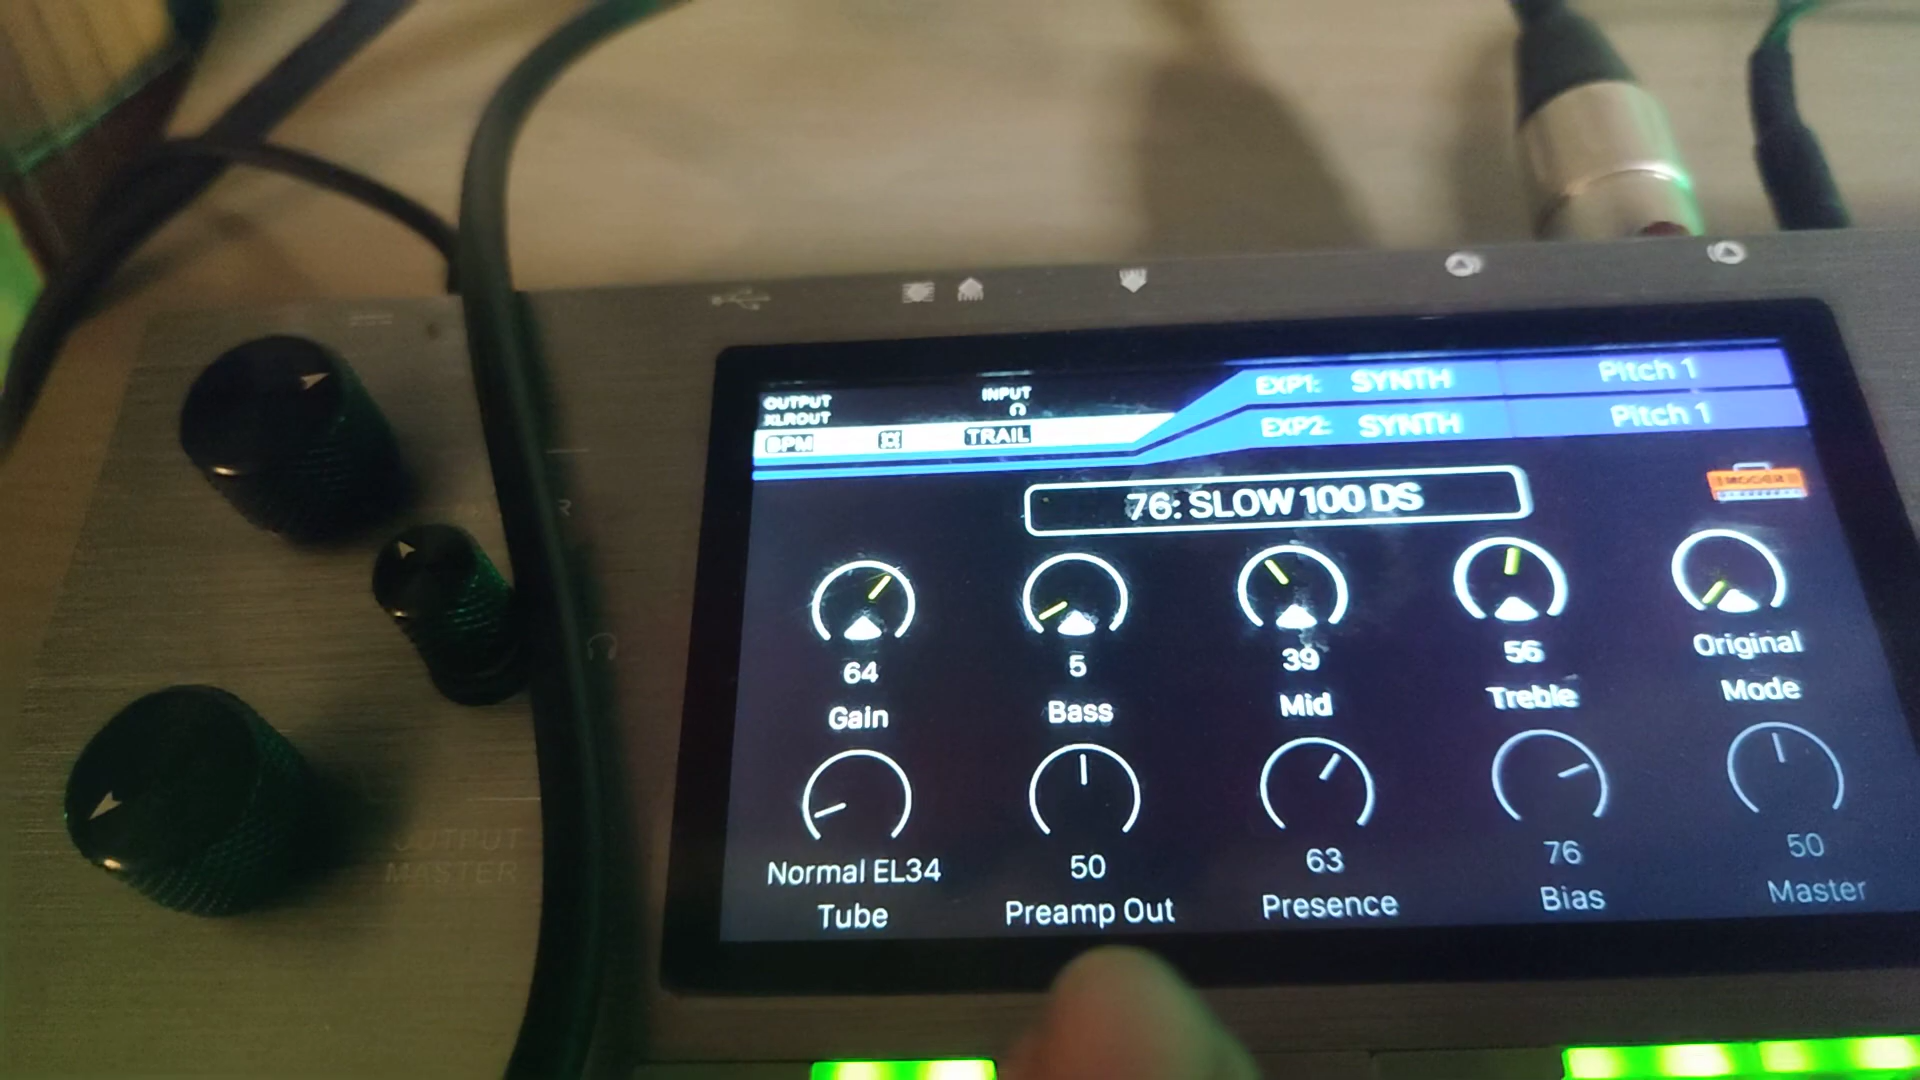 OUTPUT
INPUT
XLROUT
BPM
TRAIL
EXP1: SYNTH Pitch 1
EXP2: SYNTH Pitch 1
76: SLOW 100 DS
64 5 39 56 Original
Gain Bass Mid Treble Mode
Normal EL34 50 63 76 50
Tube Preamp Out Presence Bias Master
R
OUTPUT
MASTER